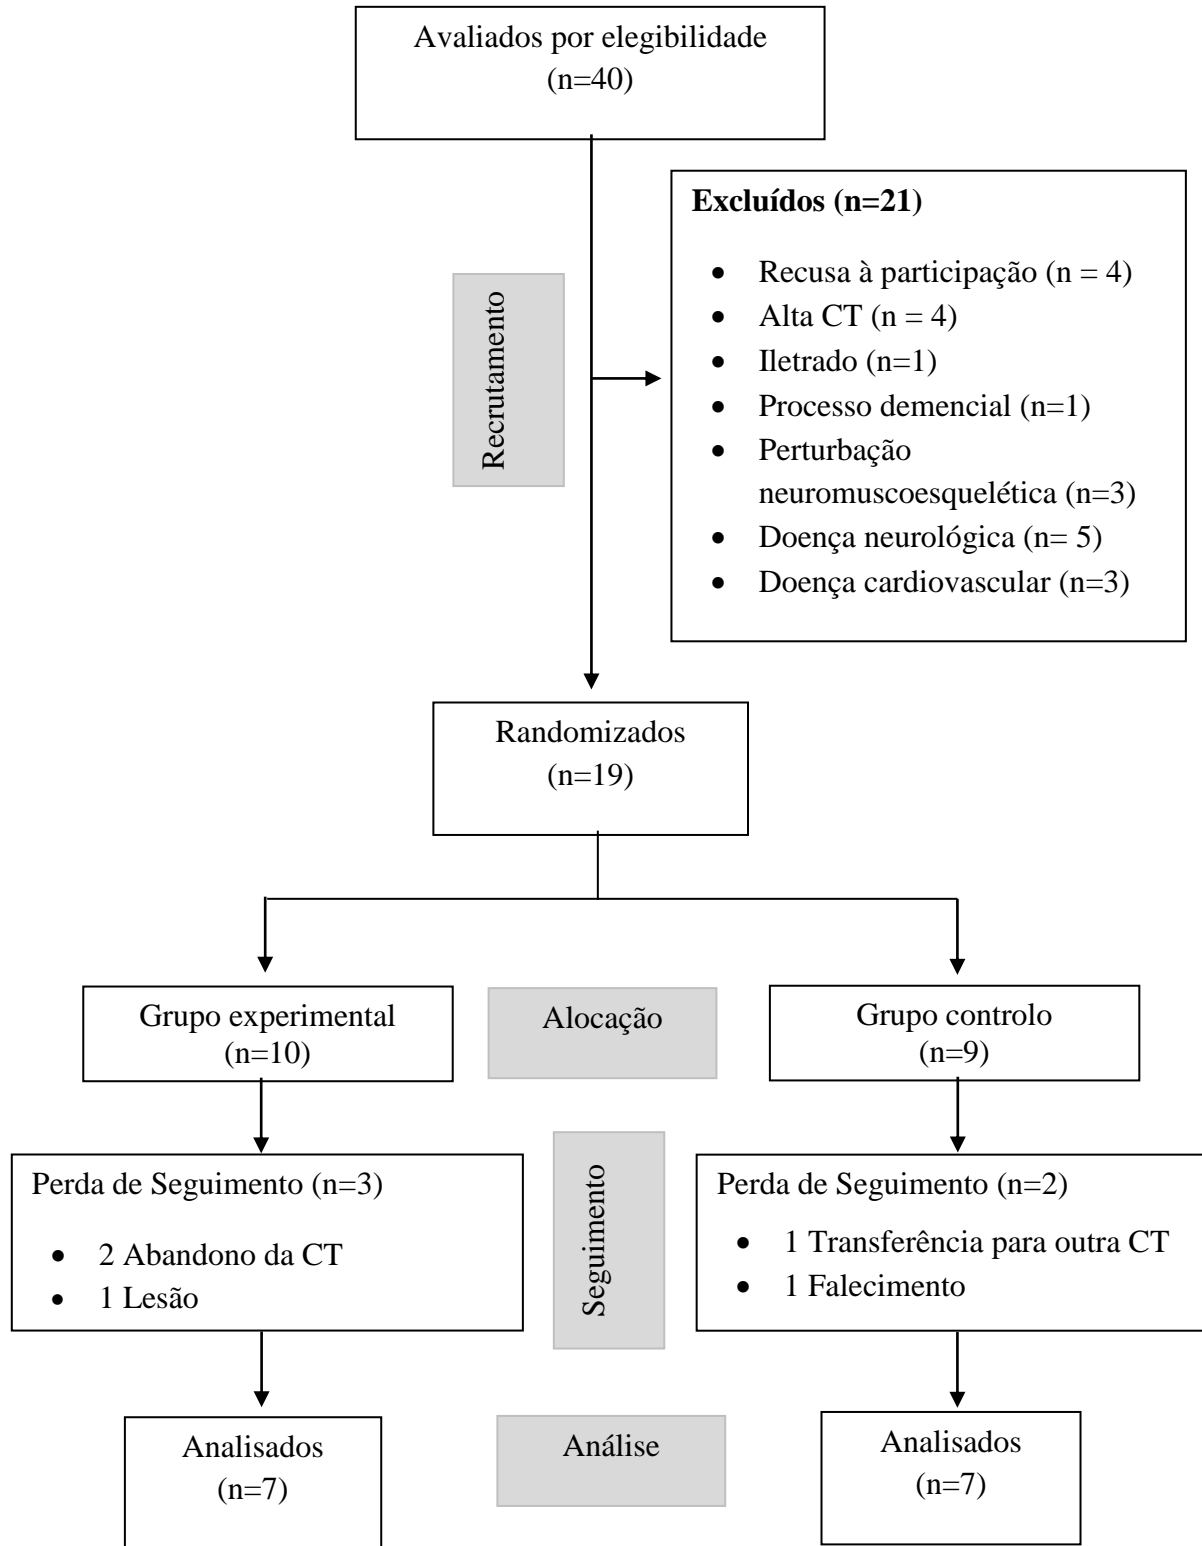 Avaliados por elegibilidade
(n=40)
Excluídos (n=21)
• Recusa à participação (n = 4)
• Alta CT (n = 4)
• Iletrado (n=1)
• Processo demencial (n=1)
• Perturbação
neuromuscoesquelética (n=3)
• Doença neurológica (n= 5)
• Doença cardiovascular (n=3)
Recrutamento
Randomizados
(n=19)
Grupo experimental
(n=10)
Alocação
Grupo controlo
(n=9)
Perda de Seguimento (n=3)
• 2 Abandono da CT
• 1 Lesão
Seguimento
Perda de Seguimento (n=2)
• 1 Transferência para outra CT
• 1 Falecimento
Analisados
(n=7)
Análise
Analisados
(n=7)